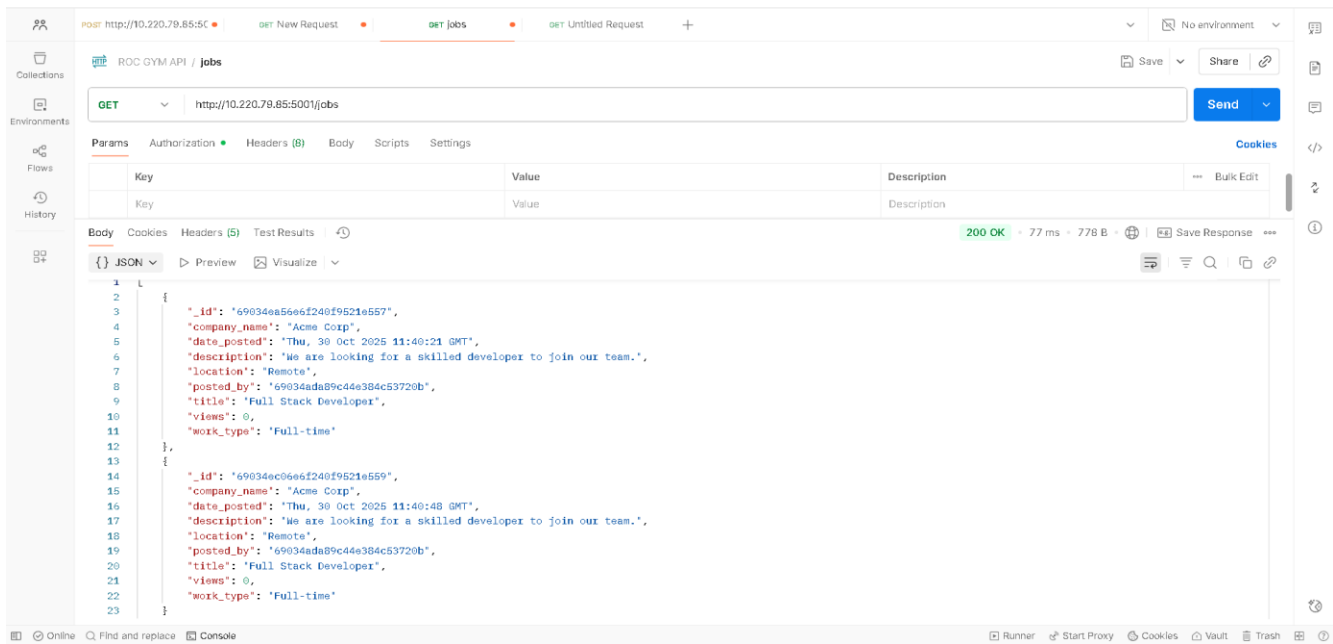 POST http://10.220.79.85:50 GET New Request GET jobs GET Untitled Request + No environment
HTTP ROC GYM API / jobs Save Share
Collections
GET http://10.220.79.85:5001/jobs Send
Environments
Params Authorization Headers (8) Body Scripts Settings Cookies
Flows
Key Value Description ··· Bulk Edit
Key Value Description
History
Body Cookies Headers (5) Test Results 200 OK • 77 ms • 778 B • Save Response ···
{} JSON Preview Visualize
1 [
2 {
3 "_id": "69034ea56e6f240f9521e557",
4 "company_name": "Acme Corp",
5 "date_posted": "Thu, 30 Oct 2025 11:40:21 GMT",
6 "description": "We are looking for a skilled developer to join our team.",
7 "location": "Remote",
8 "posted_by": "69034ada89c44e384c53720b",
9 "title": "Full Stack Developer",
10 "views": 0,
11 "work_type": "Full-time"
12 },
13 {
14 "_id": "69034ec06e6f240f9521e559",
15 "company_name": "Acme Corp",
16 "date_posted": "Thu, 30 Oct 2025 11:40:48 GMT",
17 "description": "We are looking for a skilled developer to join our team.",
18 "location": "Remote",
19 "posted_by": "69034ada89c44e384c53720b",
20 "title": "Full Stack Developer",
21 "views": 0,
22 "work_type": "Full-time"
23 }
Online Find and replace Console Runner Start Proxy Cookies Vault Trash